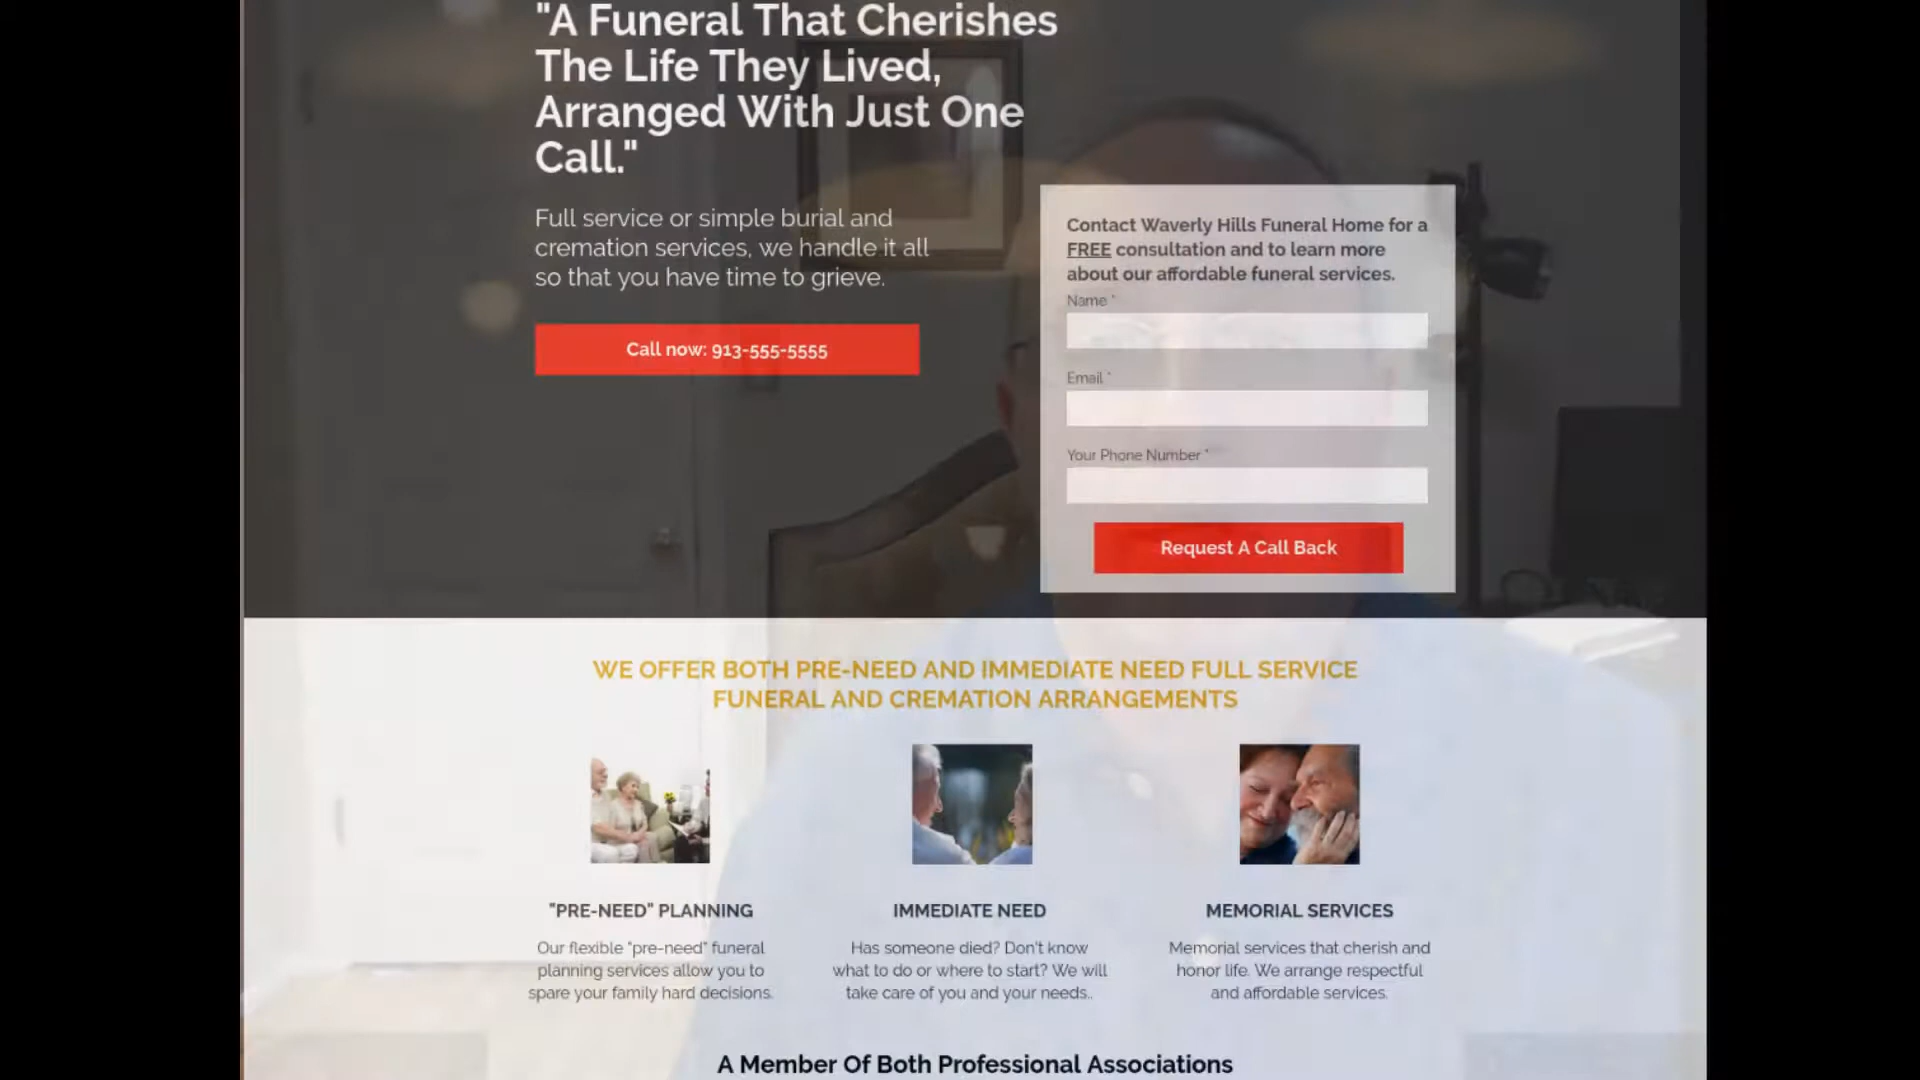 "A Funeral That Cherishes
The Life They Lived,
Arranged With Just One
Call."
Full service or simple burial and
cremation services, we handle it all
so that you have time to grieve.
Call now: 913-555-5555
Contact Waverly Hills Funeral Home for a
FREE consultation and to learn more
about our affordable funeral services.
Name *
Email *
Your Phone Number *
Request A Call Back
WE OFFER BOTH PRE-NEED AND IMMEDIATE NEED FULL SERVICE
FUNERAL AND CREMATION ARRANGEMENTS
"PRE-NEED" PLANNING
Our flexible "pre-need" funeral
planning services allow you to
spare your family hard decisions.
IMMEDIATE NEED
Has someone died? Don't know
what to do or where to start? We will
take care of you and your needs..
MEMORIAL SERVICES
Memorial services that cherish and
honor life. We arrange respectful
and affordable services.
A Member Of Both Professional Associations